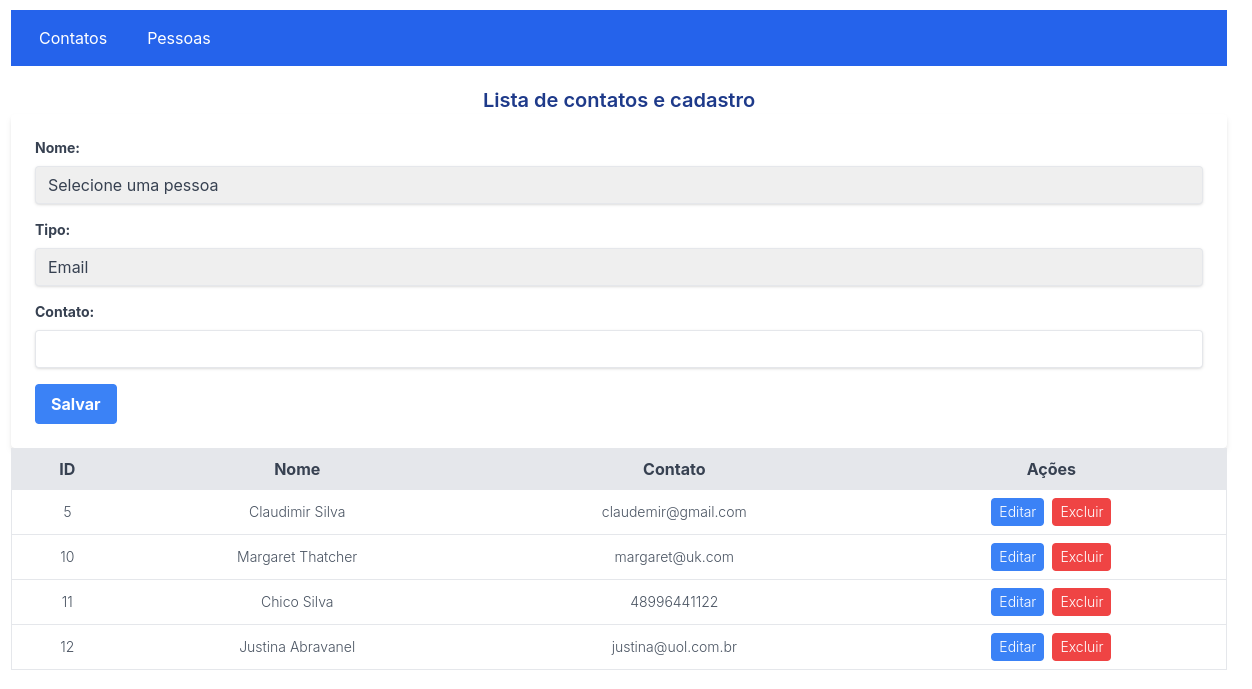 Contatos Pessoas
Lista de contatos e cadastro
Nome:
Selecione uma pessoa
Tipo:
Email
Contato:
Salvar
ID Nome Contato Ações
5 Claudimir Silva claudemir@gmail.com Editar Excluir
10 Margaret Thatcher margaret@uk.com Editar Excluir
11 Chico Silva 48996441122 Editar Excluir
12 Justina Abravanel justina@uol.com.br Editar Excluir